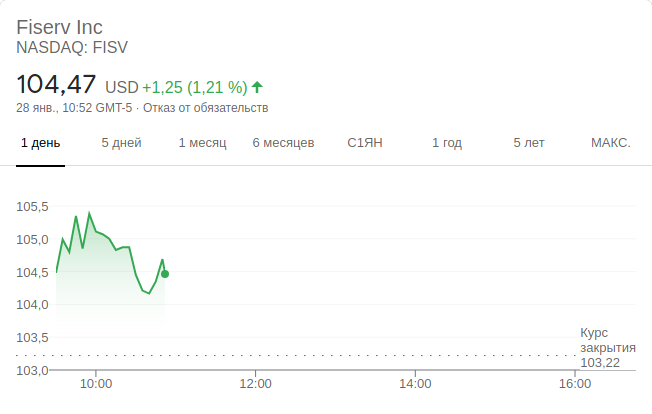 Fiserv Inc
NASDAQ: FISV
104,47 USD +1,25 (1,21 %)
28 янв., 10:52 GMT-5 · Отказ от обязательств
1 день 5 дней 1 месяц 6 месяцев С1ЯН 1 год 5 лет МАКС.
105,5
105,0
104,5
104,0
103,5
103,0
Курс
закрытия
103,22
10:00 12:00 14:00 16:00